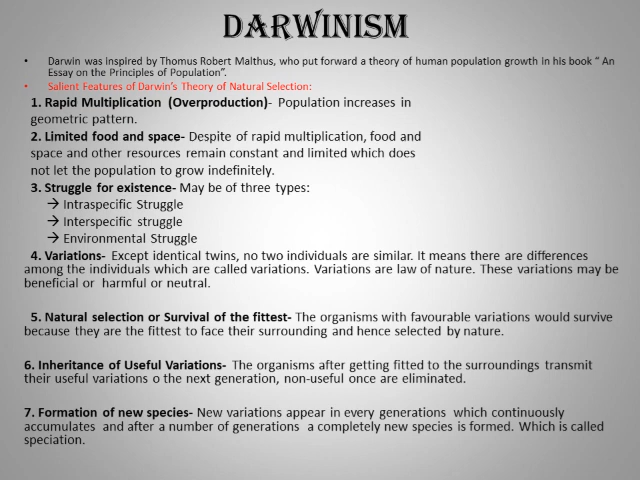 DARWINISM
• Darwin was inspired by Thomus Robert Malthus, who put forward a theory of human population growth in his book “ An
Essay on the Principles of Population”.
• Salient Features of Darwin’s Theory of Natural Selection:
1. Rapid Multiplication (Overproduction)- Population increases in
geometric pattern.
2. Limited food and space- Despite of rapid multiplication, food and
space and other resources remain constant and limited which does
not let the population to grow indefinitely.
3. Struggle for existence- May be of three types:
→ Intraspecific Struggle
→ Interspecific struggle
→ Environmental Struggle
4. Variations- Except identical twins, no two individuals are similar. It means there are differences
among the individuals which are called variations. Variations are law of nature. These variations may be
beneficial or harmful or neutral.
5. Natural selection or Survival of the fittest- The organisms with favourable variations would survive
because they are the fittest to face their surrounding and hence selected by nature.
6. Inheritance of Useful Variations- The organisms after getting fitted to the surroundings transmit
their useful variations o the next generation, non-useful once are eliminated.
7. Formation of new species- New variations appear in every generations which continuously
accumulates and after a number of generations a completely new species is formed. Which is called
speciation.